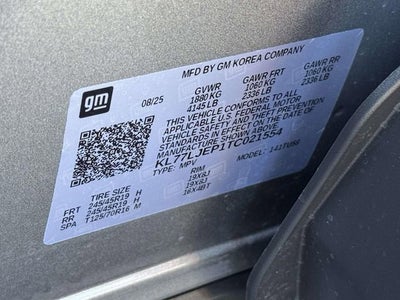 gm
MFD BY GM KOREA COMPANY
08/25
GVWR GAWR FRT GAWR RR
1880 KG 1060 KG 1060 KG
4145 LB 2336 LB 2336 LB
THIS VEHICLE CONFORMS TO ALL
APPLICABLE U.S. FEDERAL MOTOR
VEHICLE SAFETY AND THEFT PREVENTION
STANDARDS IN EFFECT ON THE DATE OF
MANUFACTURE SHOWN ABOVE.
KL77LJEP1TC021554
TYPE: MPV MODEL: 141TU58
TIRE SIZE RIM
FRT 245/45R19 H 19X8J
RR 245/45R19 H 19X8J
SPA T125/70R16 M 16X4BT